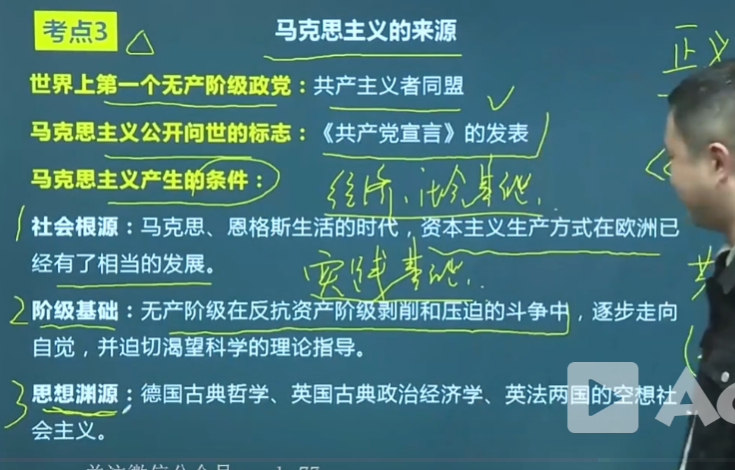 考点3
马克思主义的来源
世界上第一个无产阶级政党：共产主义者同盟
马克思主义公开问世的标志：《共产党宣言》的发表
马克思主义产生的条件：
经济、社会基础.
1 社会根源：马克思、恩格斯生活的时代，资本主义生产方式在欧洲已
经有了相当的发展。
实践基础.
2 阶级基础：无产阶级在反抗资产阶级剥削和压迫的斗争中，逐步走向
自觉，并迫切渴望科学的理论指导。
3 思想渊源：德国古典哲学、英国古典政治经济学、英法两国的空想社
会主义。
正义